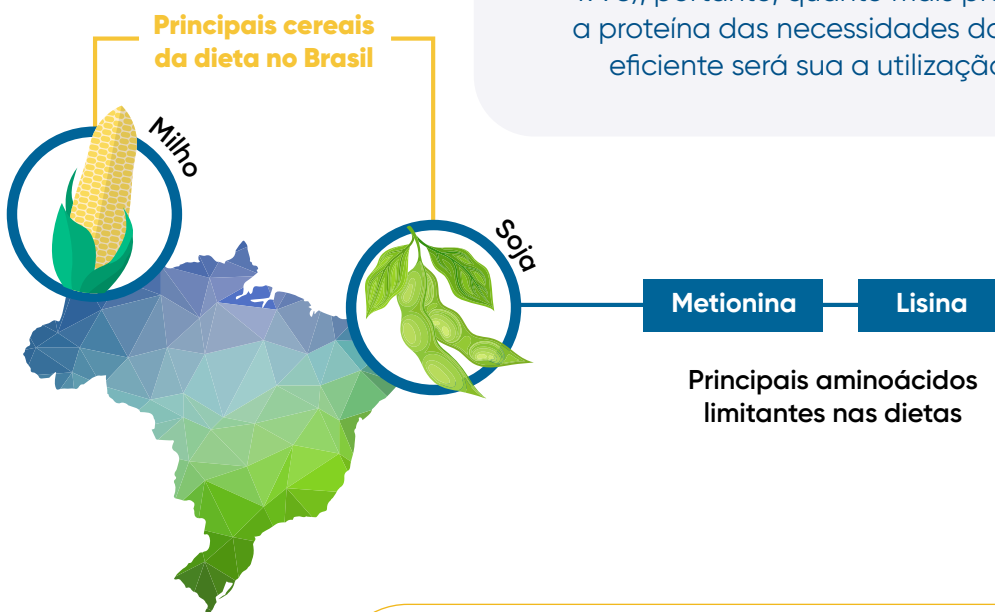 a proteína das necessidades
eficiente será sua a utilização
Principais cereais
da dieta no Brasil
Milho
Soja
Metionina
Lisina
Principais aminoácidos
limitantes nas dietas